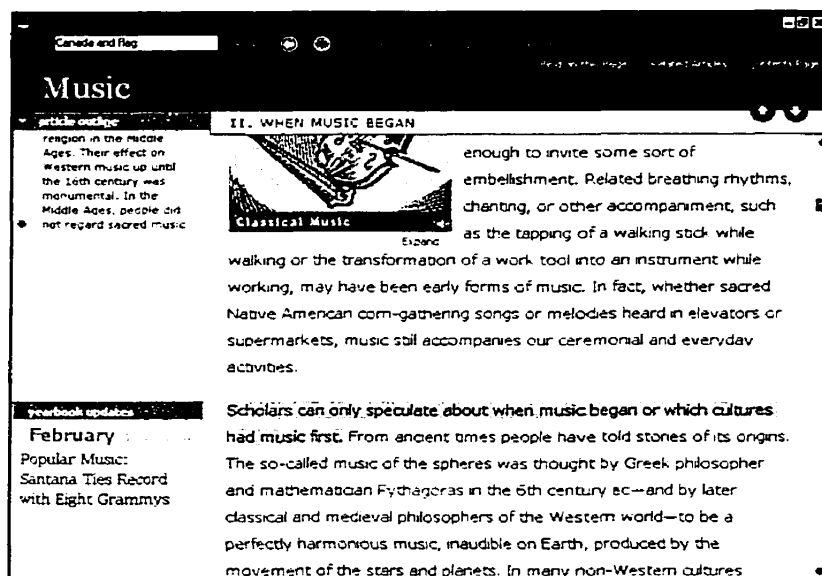 Canada and Flag
Find on this Page Related Articles Contents Page
Music
article outline
religion in the Middle
Ages. Their effect on
Western music up until
the 16th century was
monumental. In the
Middle Ages, people did
not regard sacred music
II. WHEN MUSIC BEGAN
Classical Music
Expand
enough to invite some sort of
embellishment. Related breathing rhythms,
chanting, or other accompaniment, such
as the tapping of a walking stick while
walking or the transformation of a work tool into an instrument while
working, may have been early forms of music. In fact, whether sacred
Native American corn-gathering songs or melodies heard in elevators or
supermarkets, music still accompanies our ceremonial and everyday
activities.
yearbook updates
February
Popular Music:
Santana Ties Record
with Eight Grammys
Scholars can only speculate about when music began or which cultures
had music first. From ancient times people have told stories of its origins.
The so-called music of the spheres was thought by Greek philosopher
and mathematician Pythagoras in the 6th century BC—and by later
classical and medieval philosophers of the Western world—to be a
perfectly harmonious music, inaudible on Earth, produced by the
movement of the stars and planets. In many non-Western cultures